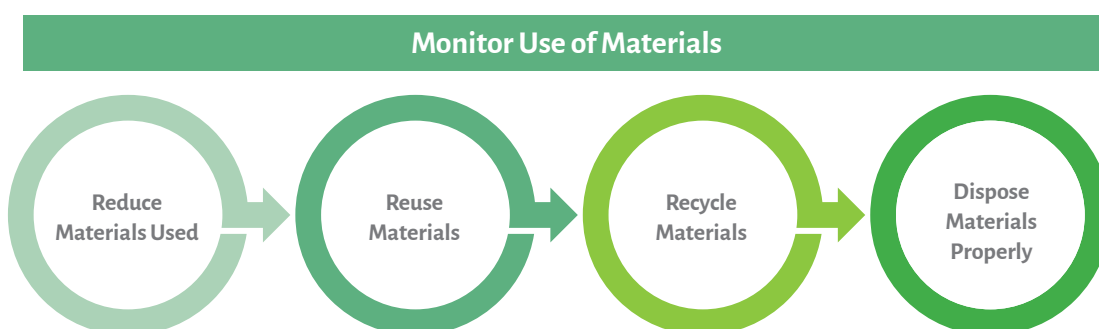 Monitor Use of Materials
Reduce
Materials Used
Reuse
Materials
Recycle
Materials
Dispose
Materials
Properly